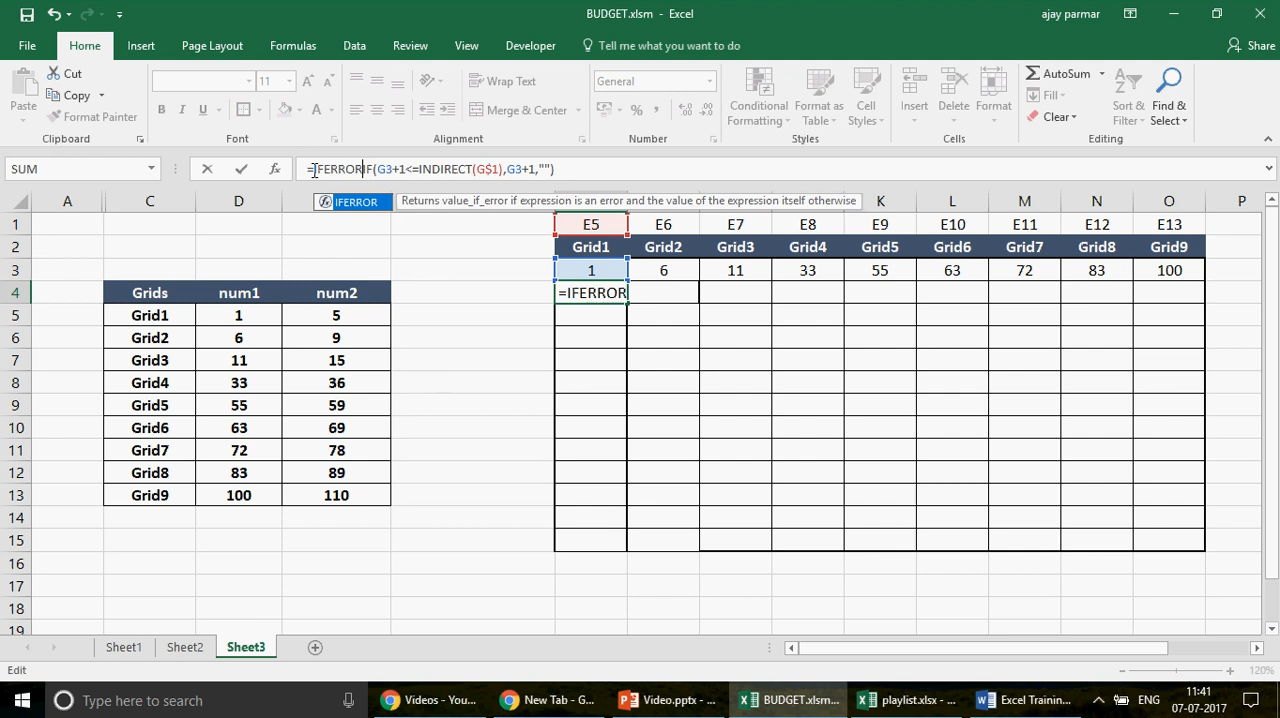 BUDGET.xlsm - Excel
ajay parmar
File Home Insert Page Layout Formulas Data Review View Developer Tell me what you want to do Share
Paste Cut Copy Format Painter
11 B I U A A A
Wrap Text Merge & Center
General % ,
Conditional Formatting Format as Table Cell Styles
Insert Delete Format
AutoSum Fill Clear Sort & Filter Find & Select
Clipboard Font Alignment Number Styles Cells Editing
SUM fx =IFERRORIF(G3+1<=INDIRECT(G$1),G3+1,"")
IFERROR Returns value_if_error if expression is an error and the value of the expression itself otherwise
A C D K L M N O P
1 E5 E6 E7 E8 E9 E10 E11 E12 E13
2 Grid1 Grid2 Grid3 Grid4 Grid5 Grid6 Grid7 Grid8 Grid9
3 1 6 11 33 55 63 72 83 100
4 Grids num1 num2 =IFERROR
5 Grid1 1 5
6 Grid2 6 9
7 Grid3 11 15
8 Grid4 33 36
9 Grid5 55 59
10 Grid6 63 69
11 Grid7 72 78
12 Grid8 83 89
13 Grid9 100 110
14
15
16
17
18
19
Sheet1 Sheet2 Sheet3
Edit 120%
Type here to search Videos - You... New Tab - G... Video.pptx - ... BUDGET.xlsm... playlist.xlsx - ... Excel Trainin... ENG 11:41
07-07-2017